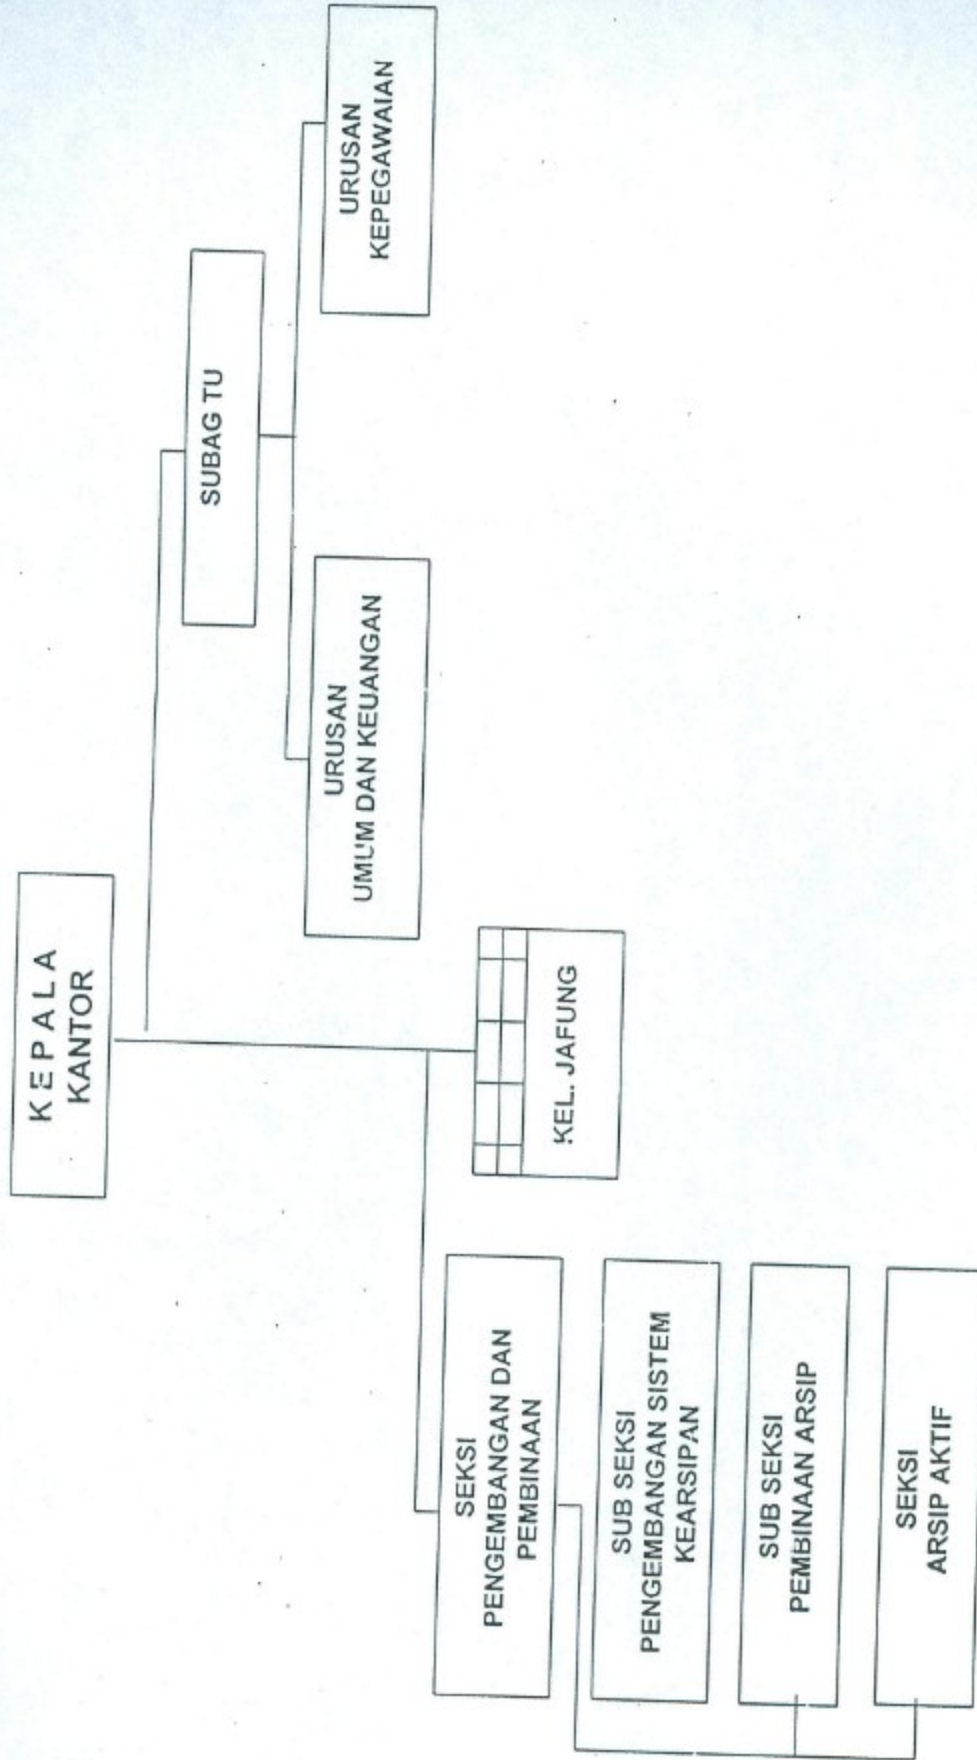 K E P A L A
KANTOR
SUBAG TU
URUSAN
UMUM DAN KEUANGAN
URUSAN
KEPEGAWAIAN
KEL. JAFUNG
SEKSI
PENGEMBANGAN DAN
PEMBINAAN
SUB SEKSI
PENGEMBANGAN SISTEM
KEARSIPAN
SUB SEKSI
PEMBINAAN ARSIP
SEKSI
ARSIP AKTIF